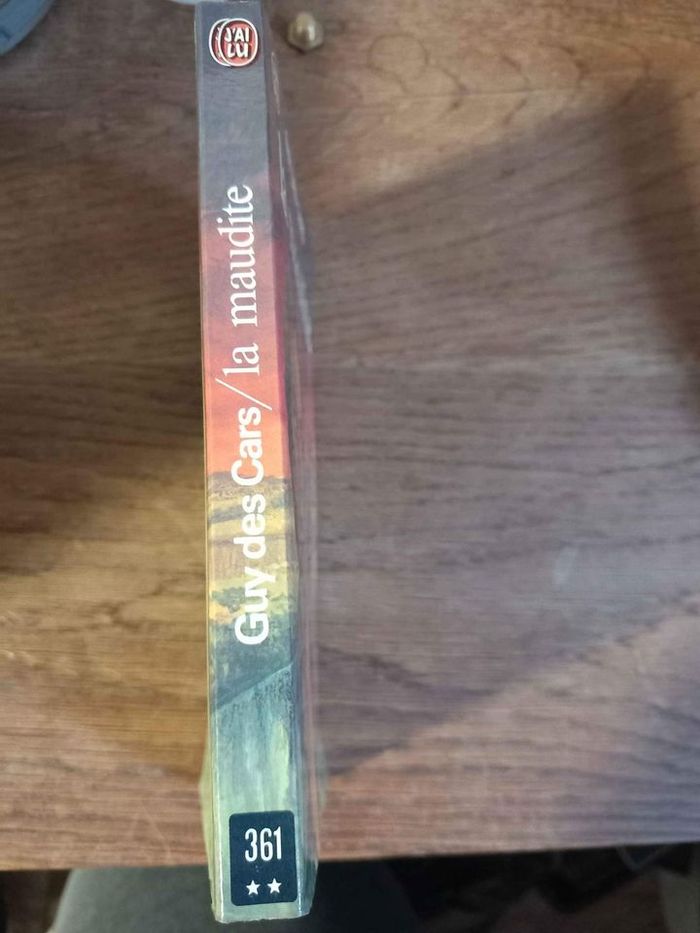 J'AI
LU
Guy des Cars/la maudite
361
★★